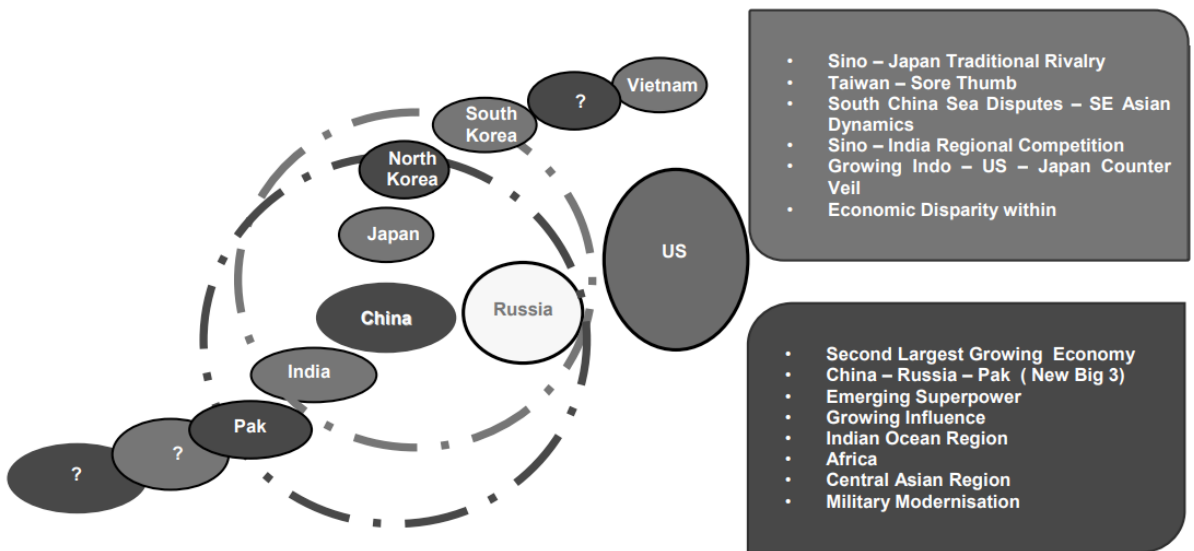 Vietnam
?
South
Korea
North
Korea
Japan
US
Russia
China
India
Pak
?
?
• Sino – Japan Traditional Rivalry
• Taiwan – Sore Thumb
• South China Sea Disputes – SE Asian
Dynamics
• Sino – India Regional Competition
• Growing Indo – US – Japan Counter
Veil
• Economic Disparity within
• Second Largest Growing Economy
• China – Russia – Pak ( New Big 3)
• Emerging Superpower
• Growing Influence
• Indian Ocean Region
• Africa
• Central Asian Region
• Military Modernisation